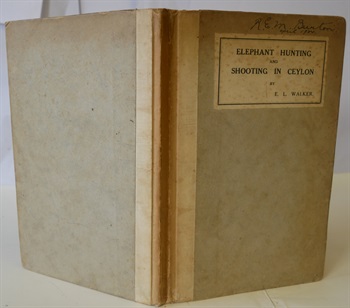 ELEPHANT HUNTING
AND
SHOOTING IN CEYLON
BY
E. L. WALKER.